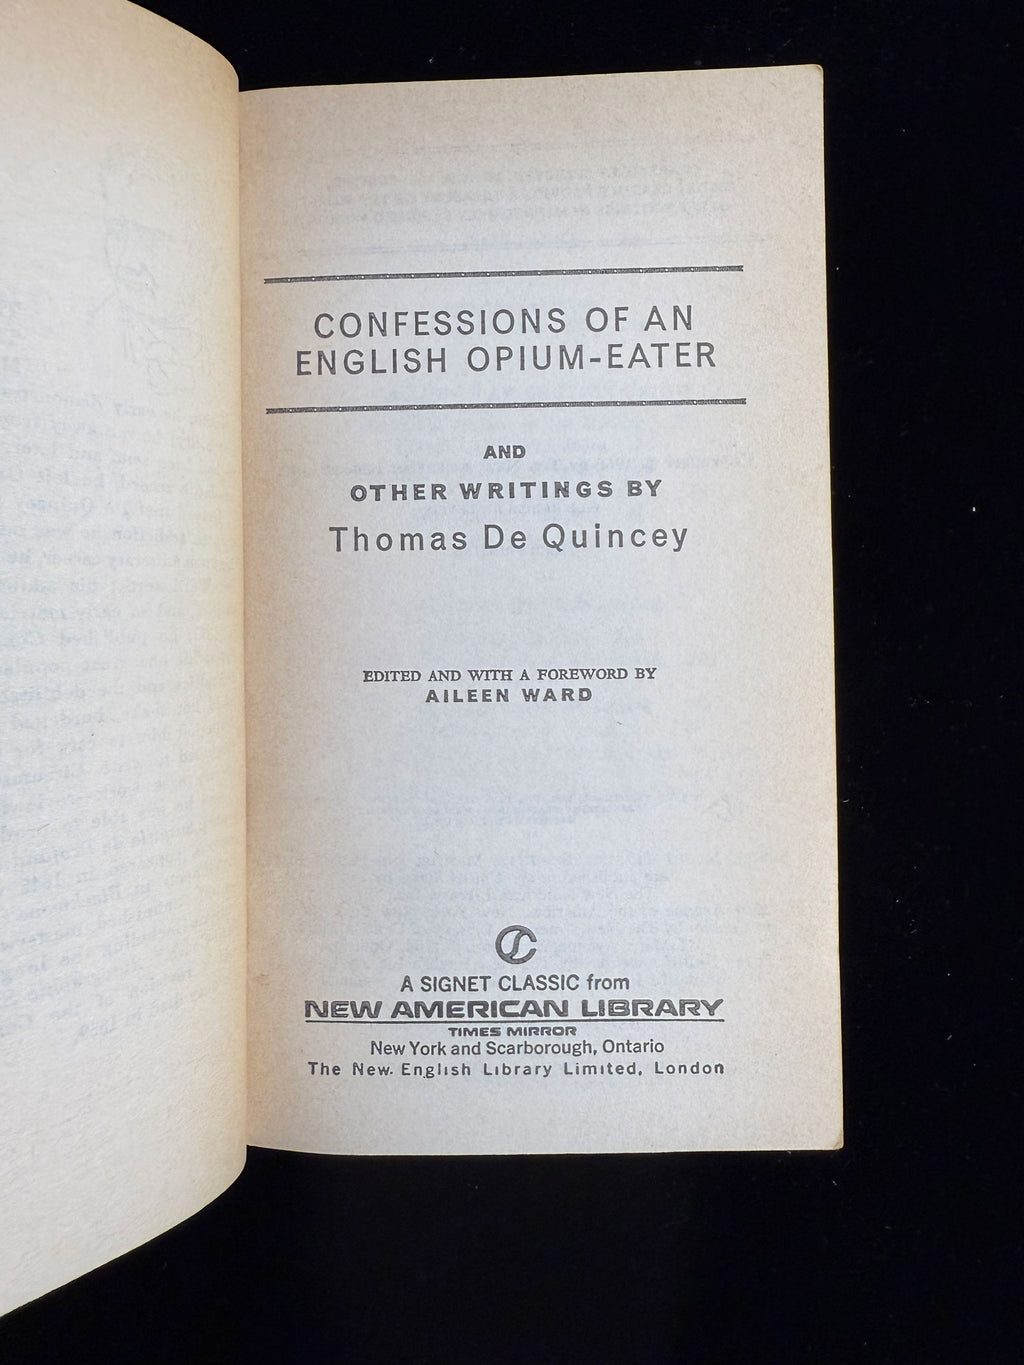 CONFESSIONS OF AN
ENGLISH OPIUM-EATER
AND
OTHER WRITINGS BY
Thomas De Quincey
EDITED AND WITH A FOREWORD BY
AILEEN WARD
A SIGNET CLASSIC from
NEW AMERICAN LIBRARY
TIMES MIRROR
New York and Scarborough, Ontario
The New English Library Limited, London